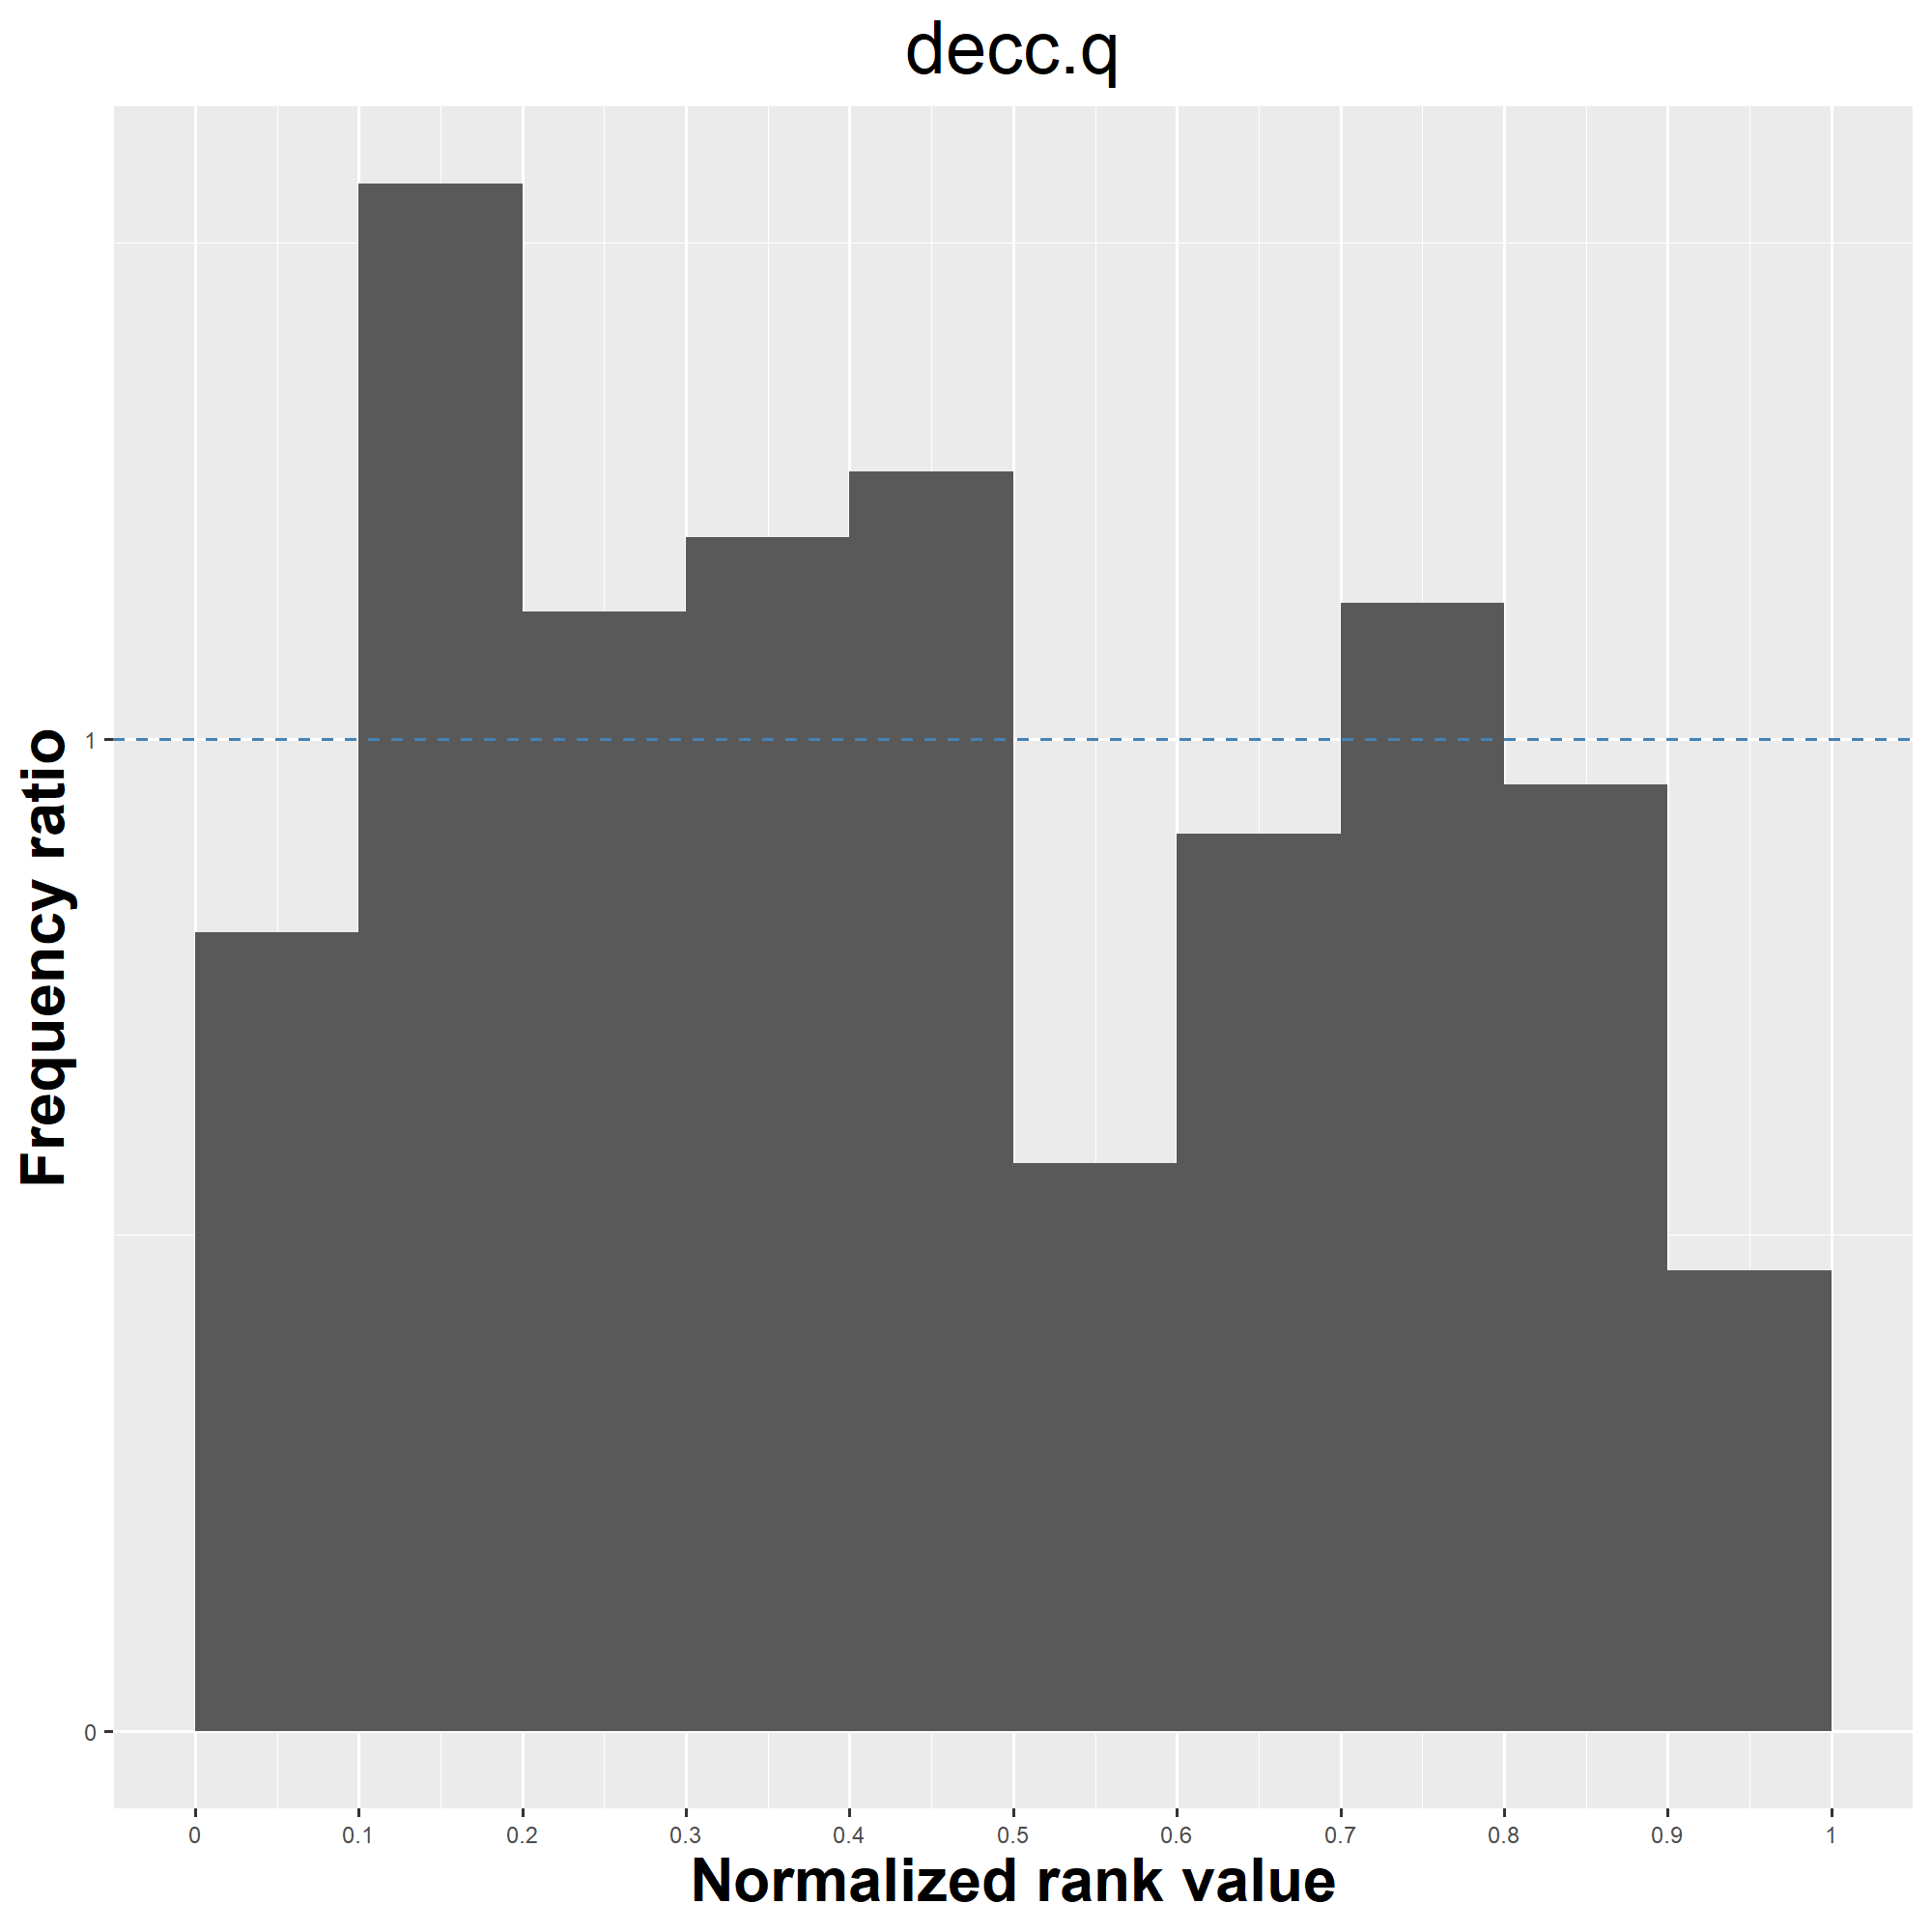 decc.q
Frequency ratio
1
0
0 0.1 0.2 0.3 0.4 0.5 0.6 0.7 0.8 0.9 1
Normalized rank value